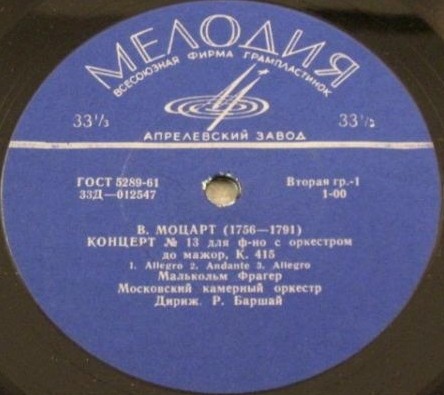 МЕЛОДИЯ
ВСЕСОЮЗНАЯ ФИРМА ГРАМПЛАСТИНОК
33⅓ 33⅓
АПРЕЛЕВСКИЙ ЗАВОД
ГОСТ 5289-61 Вторая гр.-1
33Д—012547 1-00
В. МОЦАРТ (1756—1791)
КОНЦЕРТ № 13 для ф-но с оркестром
до мажор, К. 415
1. Allegro 2. Andante 3. Allegro
Малькольм Фрагер
Московский камерный оркестр
Дириж. Р. Баршай